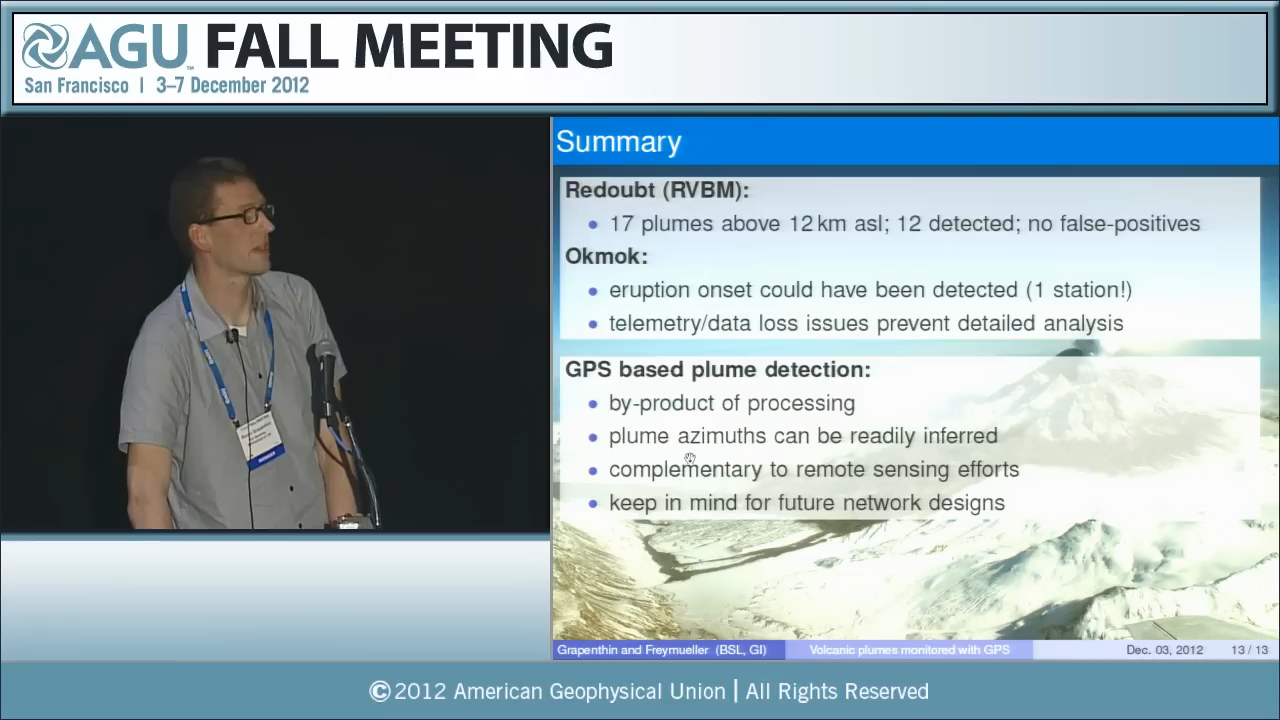 AGU™ FALL MEETING
San Francisco | 3–7 December 2012
Summary
Redoubt (RVBM):
• 17 plumes above 12 km asl; 12 detected; no false-positives
Okmok:
• eruption onset could have been detected (1 station!)
• telemetry/data loss issues prevent detailed analysis
GPS based plume detection:
• by-product of processing
• plume azimuths can be readily inferred
• complementary to remote sensing efforts
• keep in mind for future network designs
Grapenthin and Freymueller (BSL, GI) Volcanic plumes monitored with GPS Dec. 03, 2012 13 / 13
©2012 American Geophysical Union | All Rights Reserved